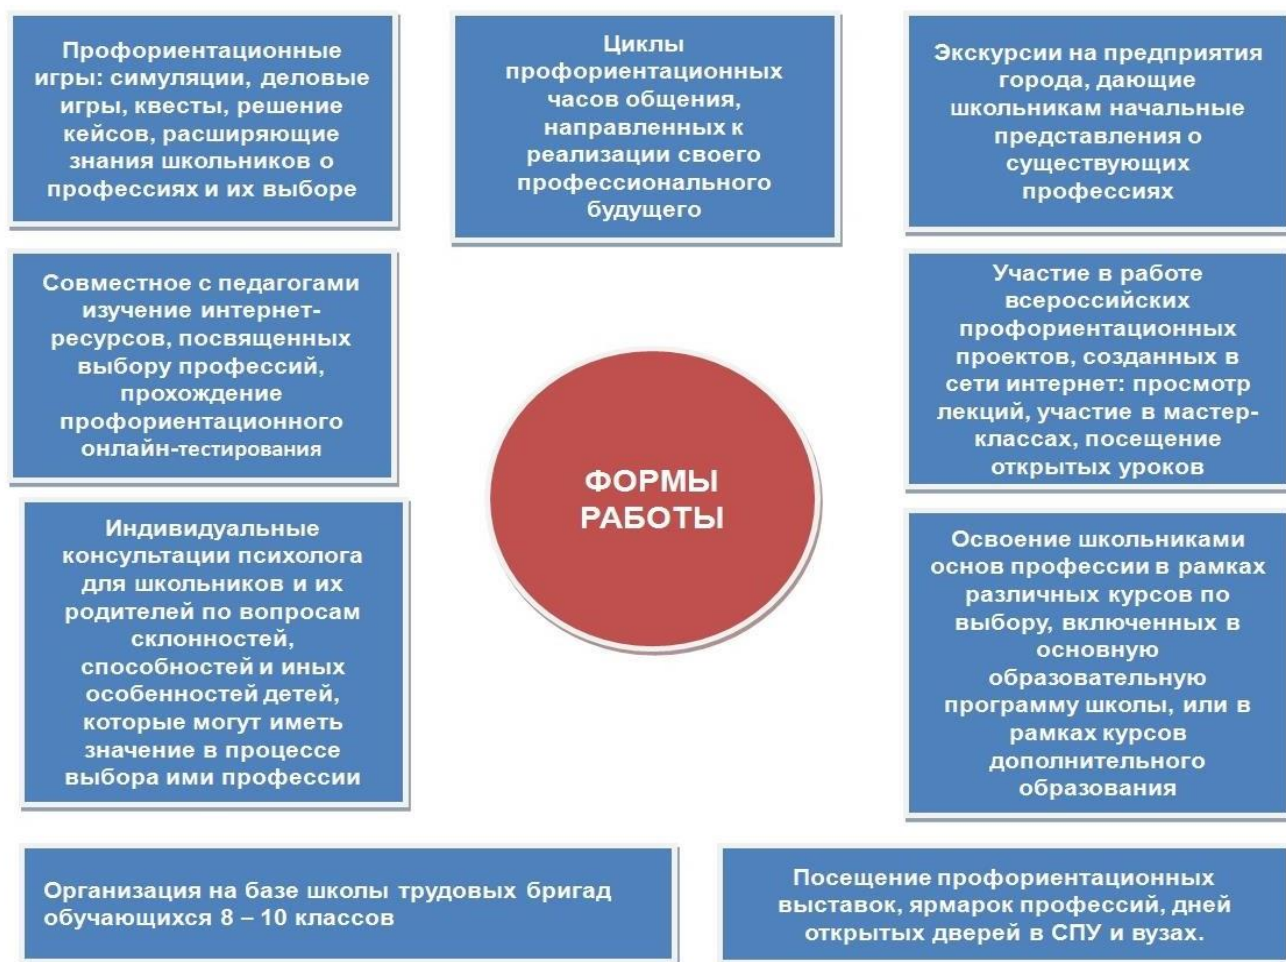 Профориентационные
игры: симуляции, деловые
игры, квесты, решение
кейсов, расширяющие
знания школьников о
профессиях и их выборе
Циклы
профориентационных
часов общения,
направленных к
реализации своего
профессионального
будущего
Экскурсии на предприятия
города, дающие
школьникам начальные
представления о
существующих
профессиях
Совместное с педагогами
изучение интернет-
ресурсов, посвященных
выбору профессий,
прохождение
профориентационного
онлайн-тестирования
Участие в работе
всероссийских
профориентационных
проектов, созданных в
сети интернет: просмотр
лекций, участие в мастер-
классах, посещение
открытых уроков
ФОРМЫ
РАБОТЫ
Индивидуальные
консультации психолога
для школьников и их
родителей по вопросам
склонностей,
способностей и иных
особенностей детей,
которые могут иметь
значение в процессе
выбора ими профессии
Освоение школьниками
основ профессии в рамках
различных курсов по
выбору, включенных в
основную
образовательную
программу школы, или в
рамках курсов
дополнительного
образования
Организация на базе школы трудовых бригад
обучающихся 8 – 10 классов
Посещение профориентационных
выставок, ярмарок профессий, дней
открытых дверей в СПУ и вузах.